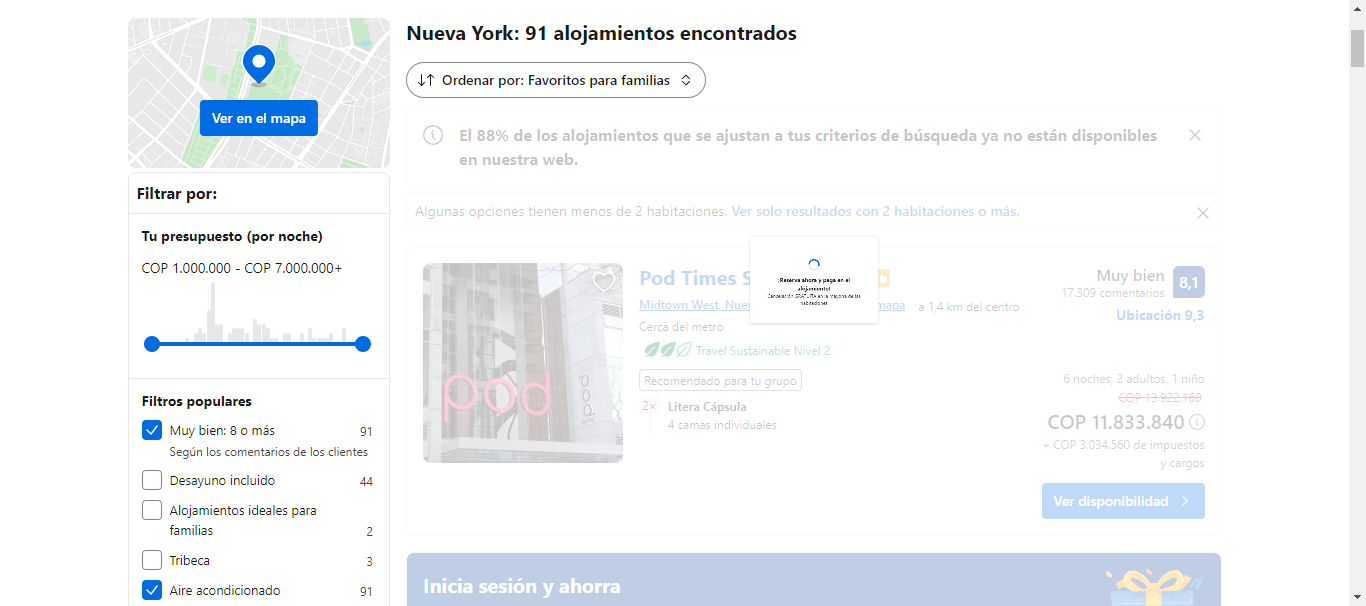 Ver en el mapa
Filtrar por:
Tu presupuesto (por noche)
COP 1.000.000 - COP 7.000.000+
Filtros populares
Muy bien: 8 o más 91
Según los comentarios de los clientes
Desayuno incluido 44
Alojamientos ideales para
familias 2
Tribeca 3
Aire acondicionado 91
Nueva York: 91 alojamientos encontrados
Ordenar por: Favoritos para familias
El 88% de los alojamientos que se ajustan a tus criterios de búsqueda ya no están disponibles
en nuestra web.
Algunas opciones tienen menos de 2 habitaciones. Ver solo resultados con 2 habitaciones o más.
pod
pod
Pod Times S
Midtown West, Nuev mapa a 1,4 km del centro
Cerca del metro
Travel Sustainable Nivel 2
Recomendado para tu grupo
2× Litera Cápsula
4 camas individuales
¡Reserva ahora y paga en el
alojamiento!
Cancelación GRATUITA en la mayoría de las
habitaciones
Muy bien 8,1
17.309 comentarios
Ubicación 9,3
6 noches, 2 adultos, 1 niño
COP 13.922.160
COP 11.833.840
+ COP 3.034.560 de impuestos
y cargos
Ver disponibilidad
Inicia sesión y ahorra